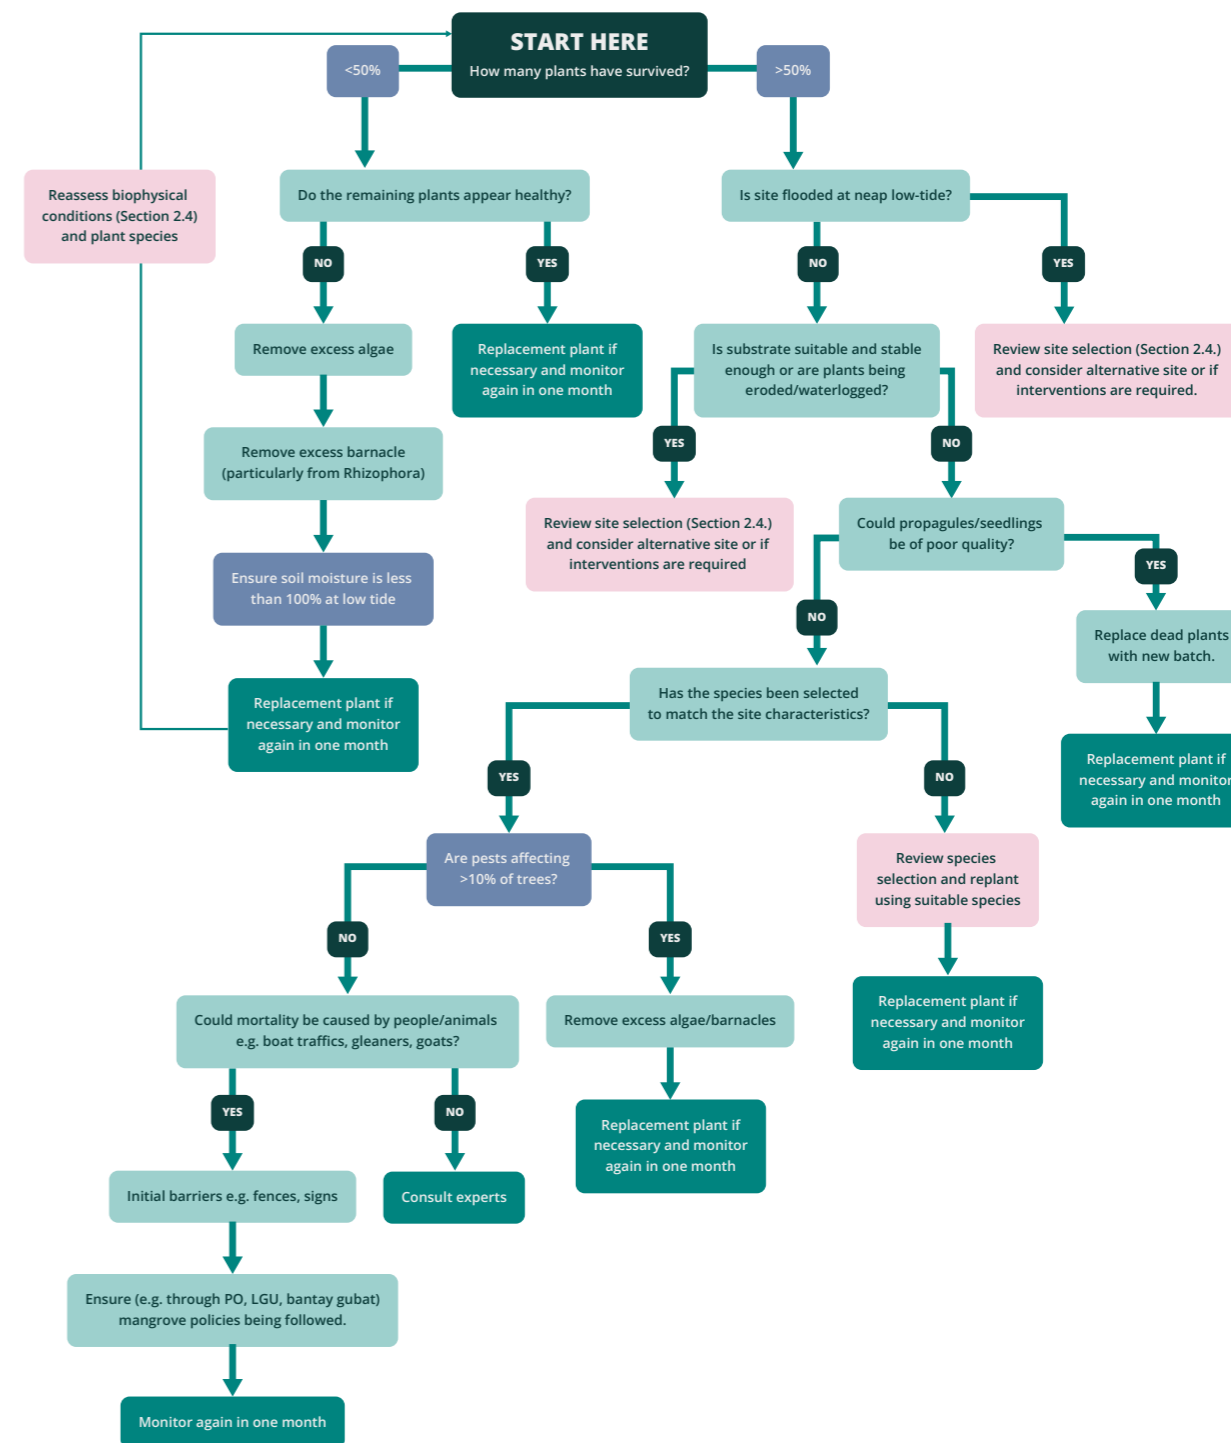 START HERE
How many plants have survived?
<50%
>50%
Reassess biophysical
conditions (Section 2.4)
and plant species
Do the remaining plants appear healthy?
Is site flooded at neap low-tide?
NO
YES
NO
YES
Remove excess algae
Replacement plant if
necessary and monitor
again in one month
Is substrate suitable and stable
enough or are plants being
eroded/waterlogged?
Review site selection (Section 2.4.)
and consider alternative site or if
interventions are required.
Remove excess barnacle
(particularly from Rhizophora)
YES
NO
Review site selection (Section 2.4.)
and consider alternative site or if
interventions are required
Could propagules/seedlings
be of poor quality?
Ensure soil moisture is less
than 100% at low tide
YES
NO
Replace dead plants
with new batch.
Replacement plant if
necessary and monitor
again in one month
Has the species been selected
to match the site characteristics?
Replacement plant if
necessary and monitor
again in one month
YES
NO
Are pests affecting
>10% of trees?
Review species
selection and replant
using suitable species
NO
YES
Could mortality be caused by people/animals
e.g. boat traffics, gleaners, goats?
Remove excess algae/barnacles
Replacement plant if
necessary and monitor
again in one month
YES
NO
Replacement plant if
necessary and monitor
again in one month
Initial barriers e.g. fences, signs
Consult experts
Ensure (e.g. through PO, LGU, bantay gubat)
mangrove policies being followed.
Monitor again in one month